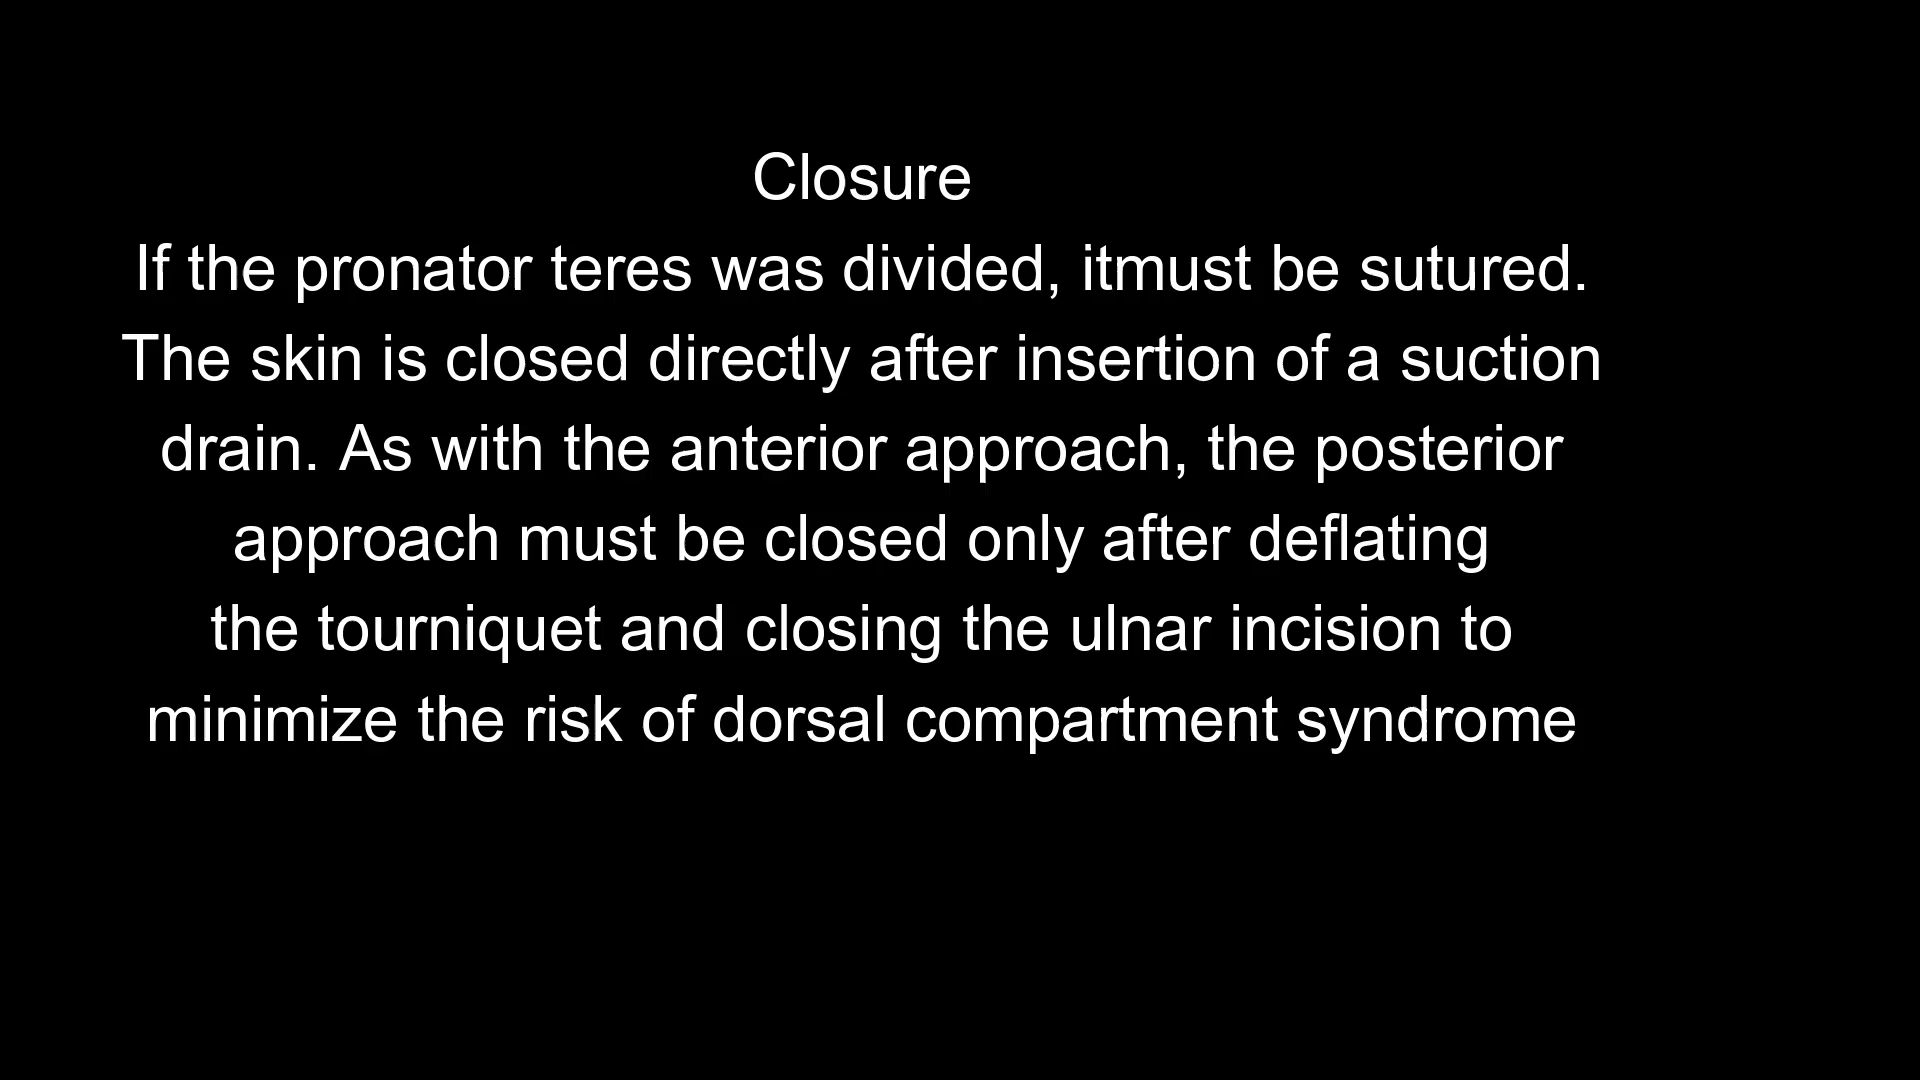 Closure
If the pronator teres was divided, itmust be sutured.
The skin is closed directly after insertion of a suction
drain. As with the anterior approach, the posterior
approach must be closed only after deflating
the tourniquet and closing the ulnar incision to
minimize the risk of dorsal compartment syndrome